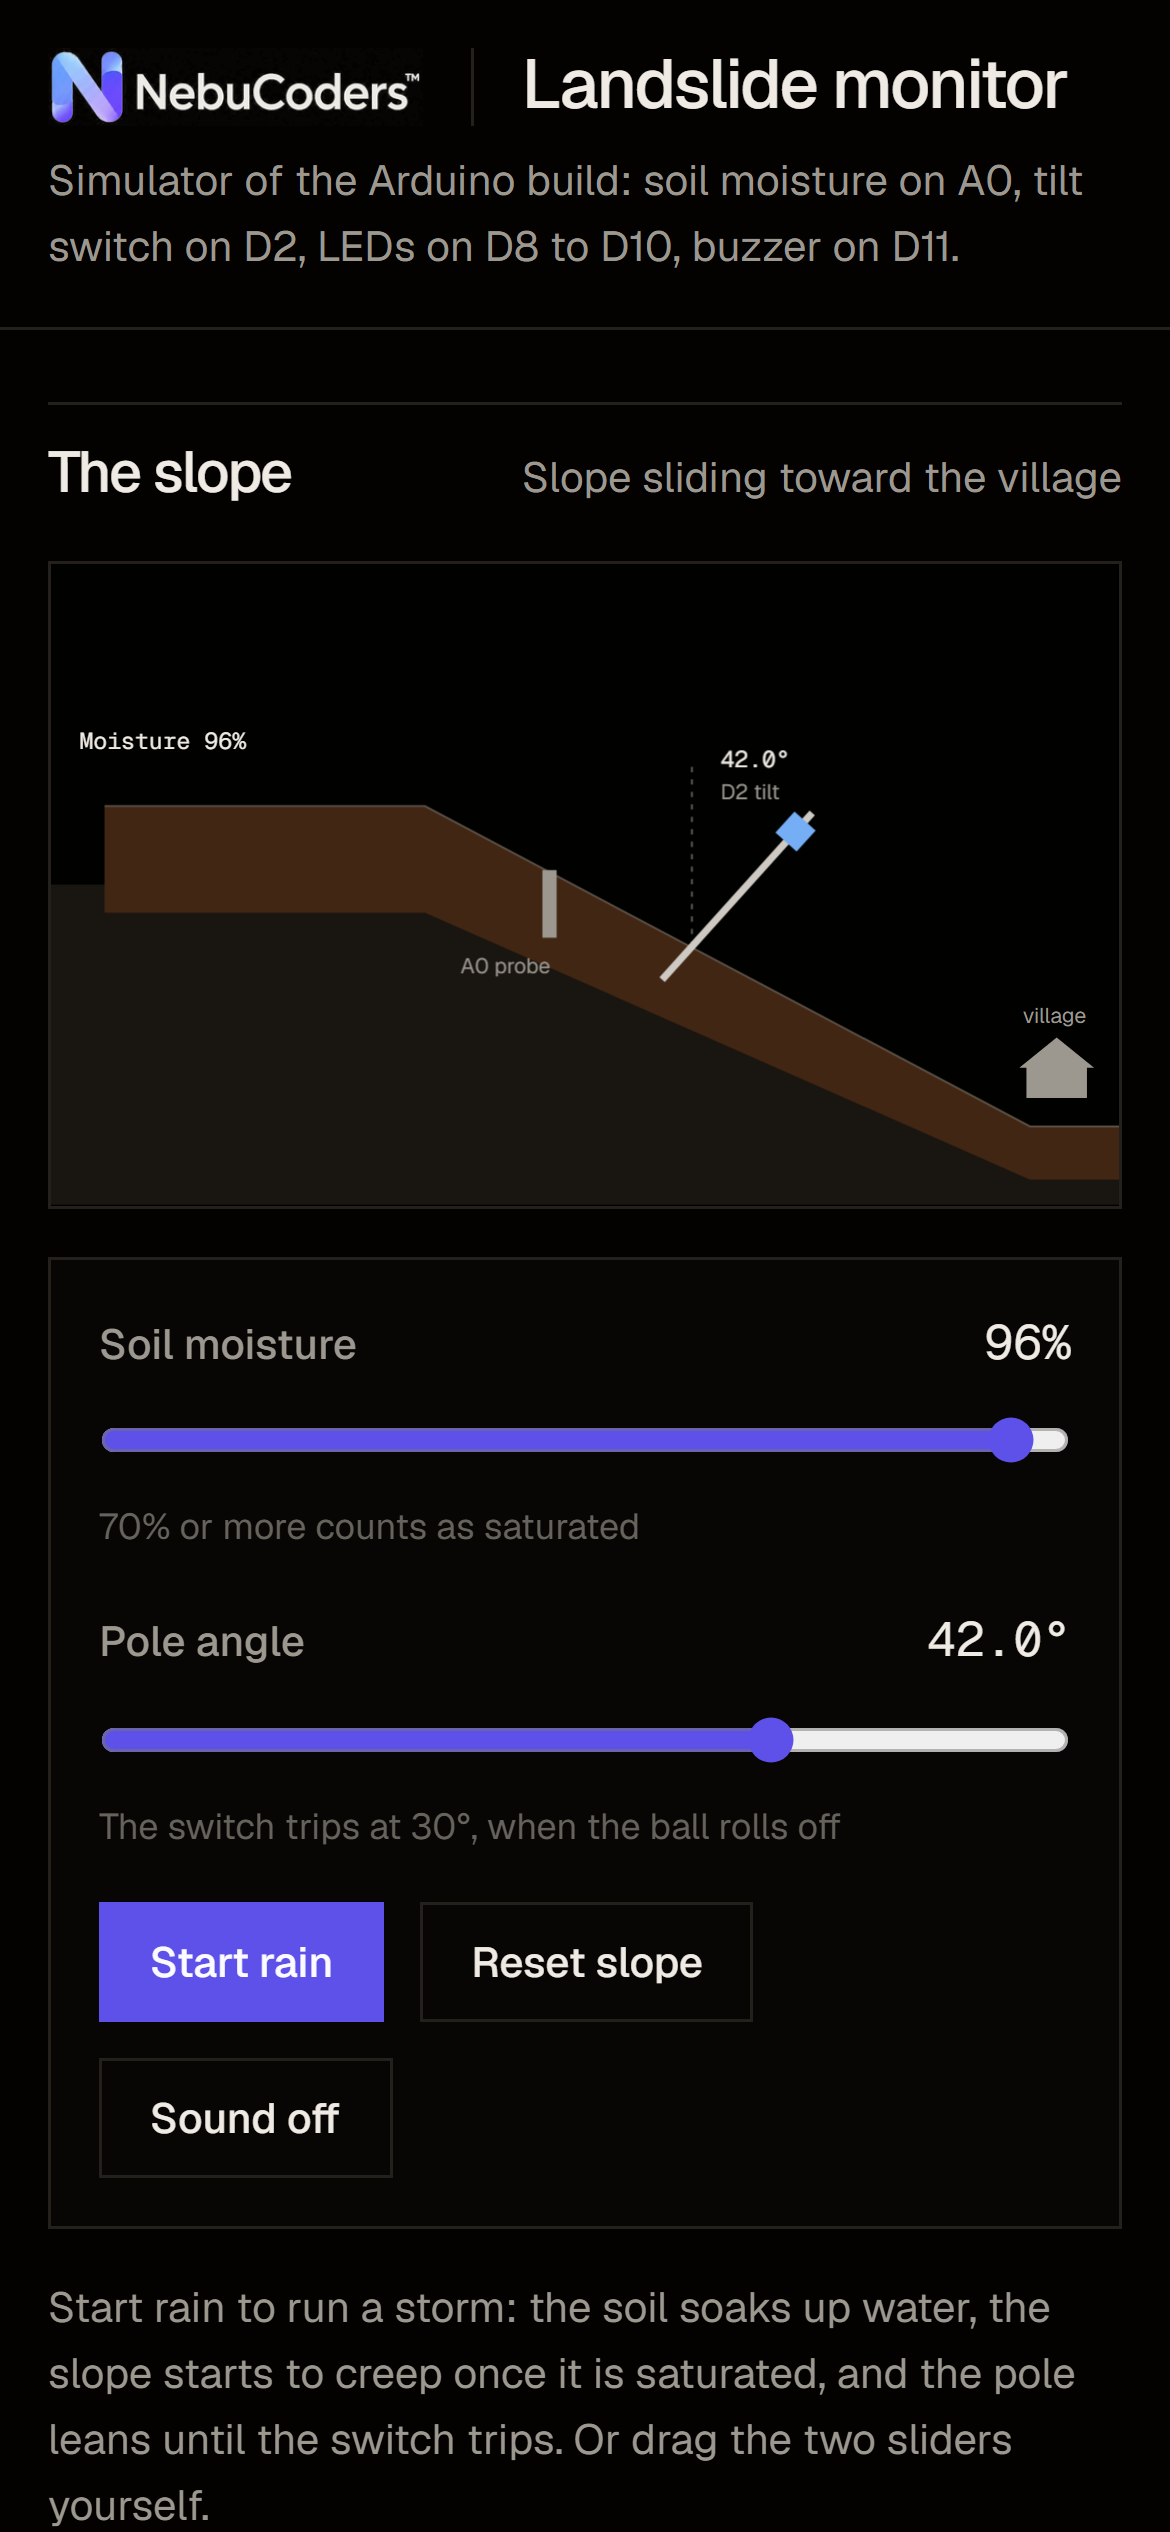 NebuCoders™
Landslide monitor
Simulator of the Arduino build: soil moisture on A0, tilt
switch on D2, LEDs on D8 to D10, buzzer on D11.
The slope
Slope sliding toward the village
Moisture 96%
42.0°
D2 tilt
A0 probe
village
Soil moisture
96%
70% or more counts as saturated
Pole angle
42.0°
The switch trips at 30°, when the ball rolls off
Start rain
Reset slope
Sound off
Start rain to run a storm: the soil soaks up water, the
slope starts to creep once it is saturated, and the pole
leans until the switch trips. Or drag the two sliders
yourself.